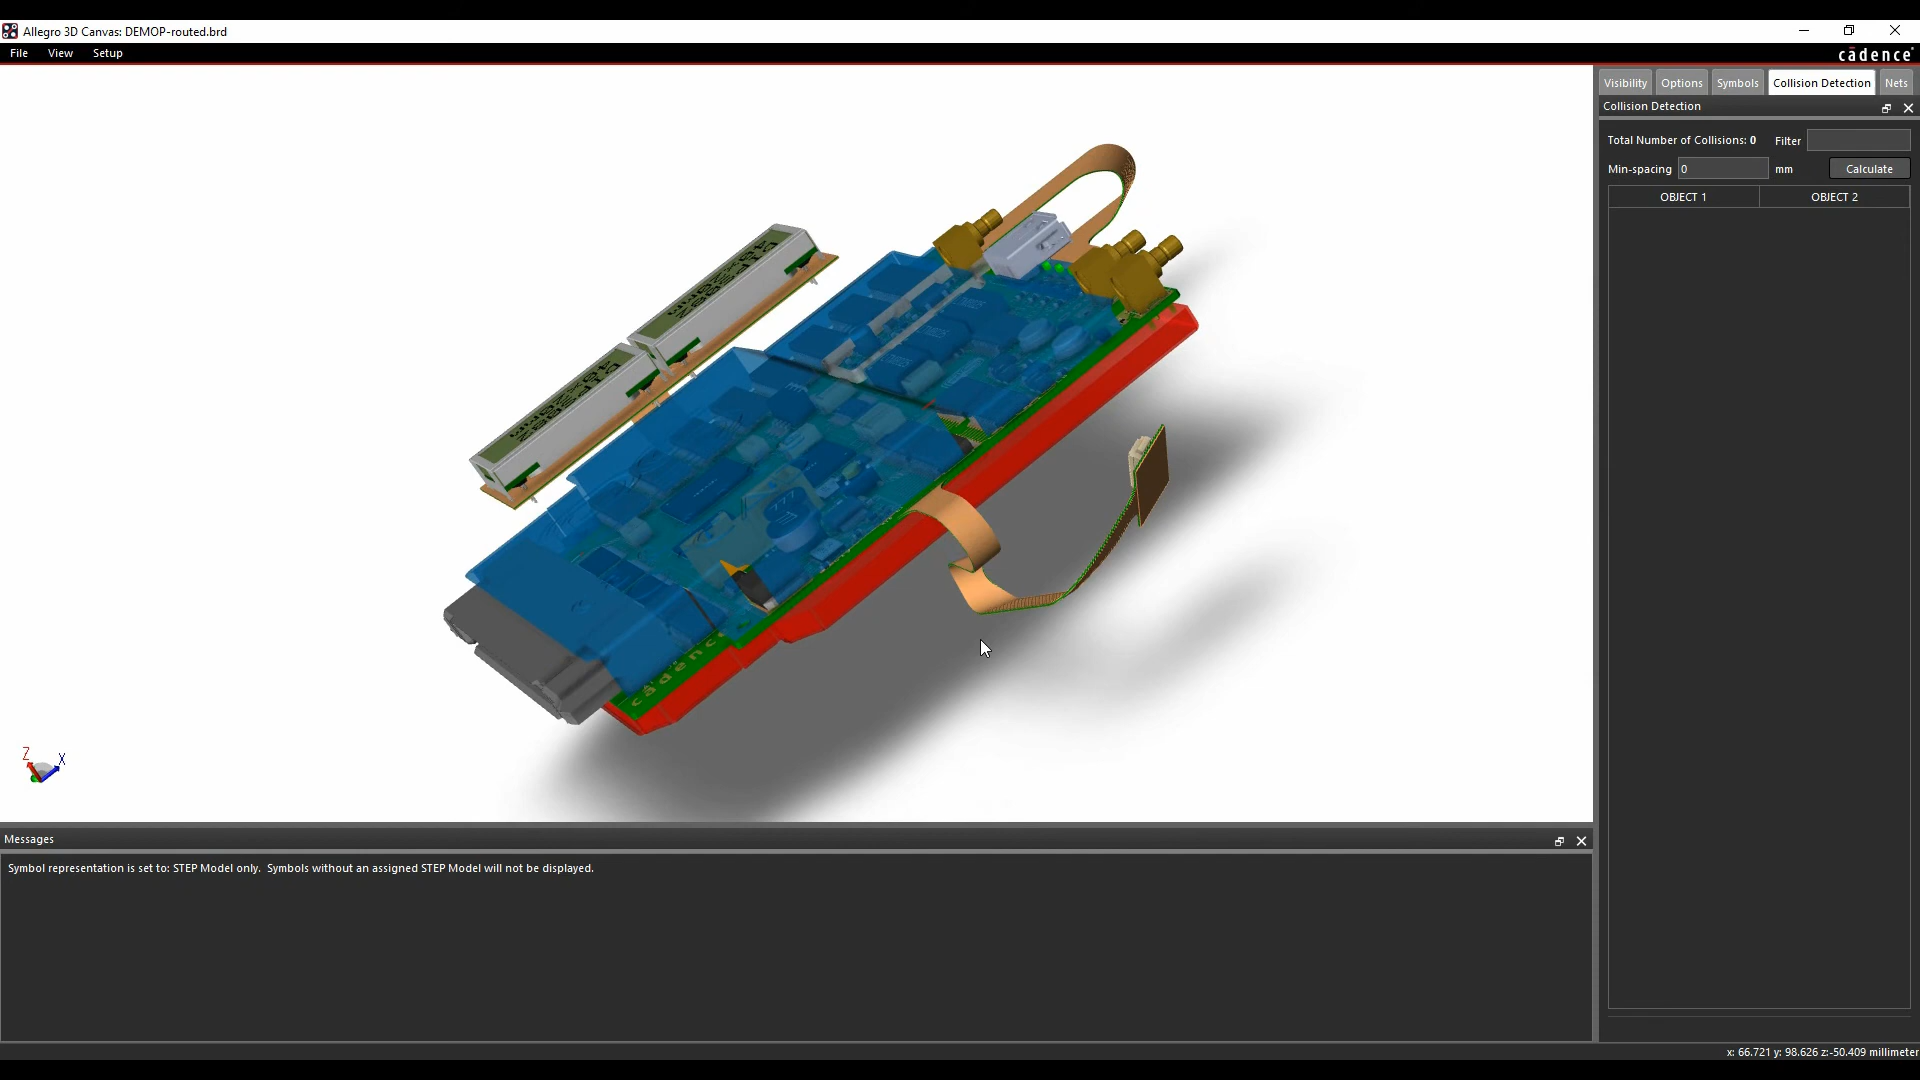 Allegro 3D Canvas: DEMOP-routed.brd
File View Setup
cādence
Visibility Options Symbols Collision Detection Nets
Collision Detection
Total Number of Collisions: 0 Filter
Min-spacing 0 mm Calculate
OBJECT 1 OBJECT 2
cādence
Z
X
Messages
Symbol representation is set to: STEP Model only.  Symbols without an assigned STEP Model will not be displayed.
x: 66.721 y: 98.626 z:-50.409 millimeter